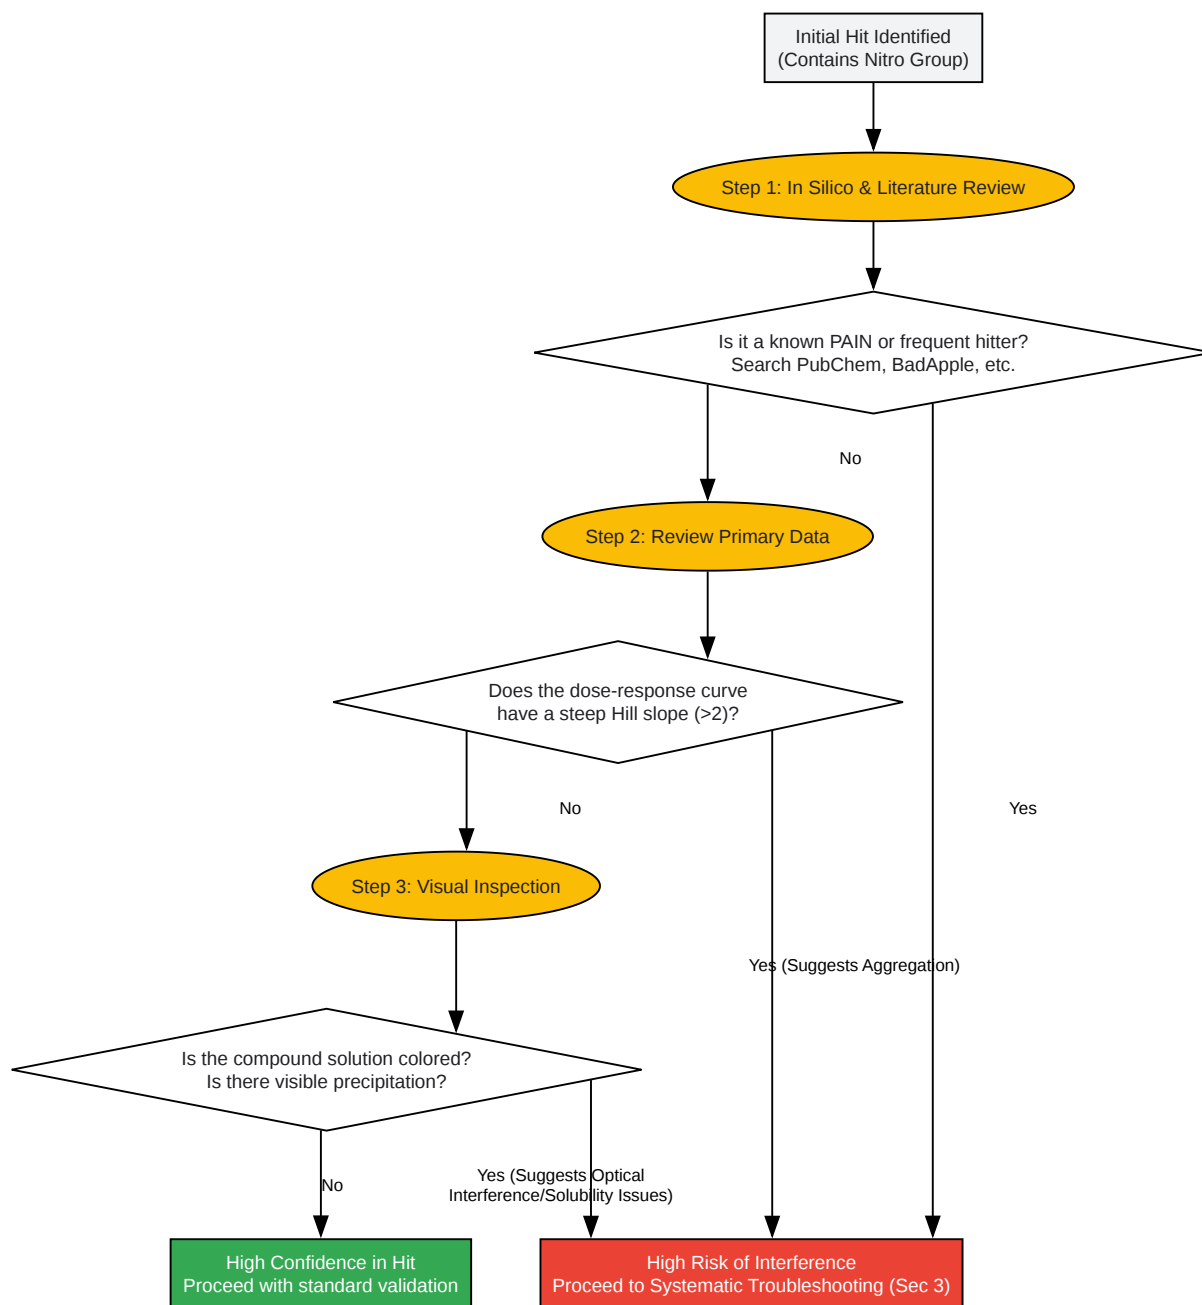 Initial Hit Identified
(Contains Nitro Group)
Step 1: In Silico & Literature Review
Is it a known PAIN or frequent hitter?
Search PubChem, BadApple, etc.
No
Step 2: Review Primary Data
Does the dose-response curve
have a steep Hill slope (>2)?
No
Yes
Step 3: Visual Inspection
Yes (Suggests Aggregation)
Is the compound solution colored?
Is there visible precipitation?
No
Yes (Suggests Optical
Interference/Solubility Issues)
High Confidence in Hit
Proceed with standard validation
High Risk of Interference
Proceed to Systematic Troubleshooting (Sec 3)